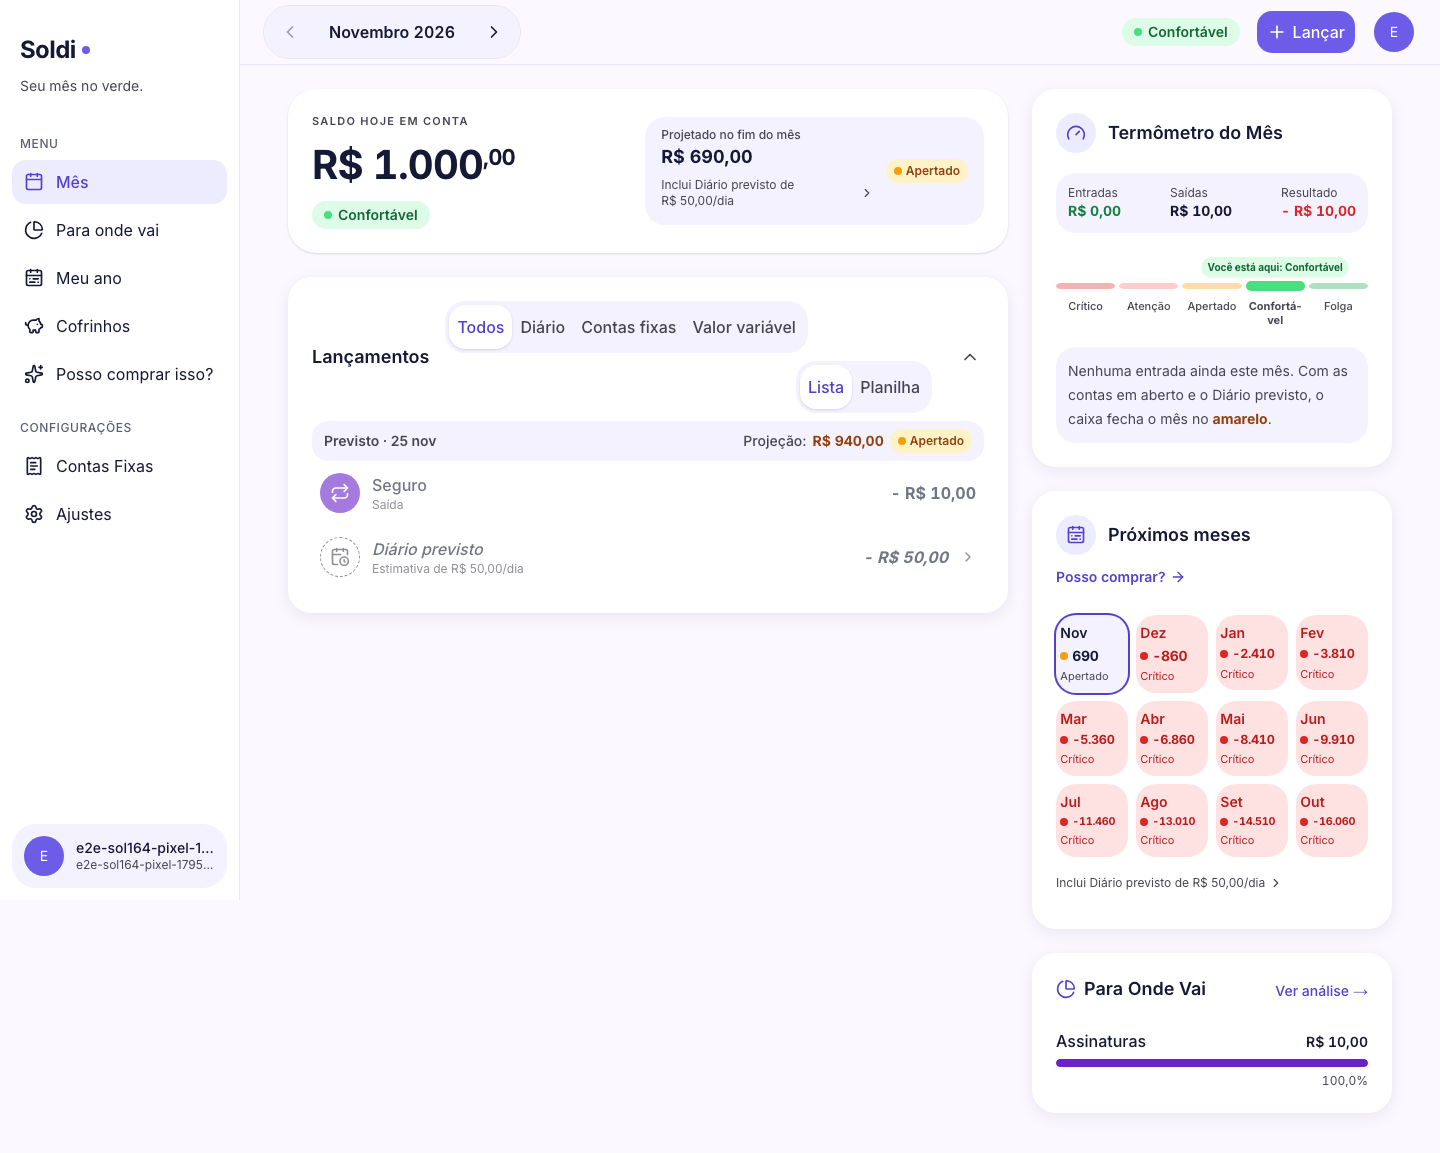 Soldi
Seu mês no verde.
MENU
Mês
Para onde vai
Meu ano
Cofrinhos
Posso comprar isso?
CONFIGURAÇÕES
Contas Fixas
Ajustes
E
e2e-sol164-pixel-1...
e2e-sol164-pixel-1795...
Novembro 2026
Confortável
+ Lançar
E
SALDO HOJE EM CONTA
R$ 1.000,00
Confortável
Projetado no fim do mês
R$ 690,00
Inclui Diário previsto de
R$ 50,00/dia
Apertado
Todos Diário Contas fixas Valor variável
Lançamentos
Lista Planilha
Previsto · 25 nov Projeção: R$ 940,00 Apertado
Seguro
Saída
- R$ 10,00
Diário previsto
Estimativa de R$ 50,00/dia
- R$ 50,00
Termômetro do Mês
Entradas Saídas Resultado
R$ 0,00 R$ 10,00 - R$ 10,00
Você está aqui: Confortável
Crítico Atenção Apertado Confortá-
vel Folga
Nenhuma entrada ainda este mês. Com as
contas em aberto e o Diário previsto, o
caixa fecha o mês no amarelo.
Próximos meses
Posso comprar? →
Nov Dez Jan Fev
690 -860 -2.410 -3.810
Apertado Crítico Crítico Crítico
Mar Abr Mai Jun
-5.360 -6.860 -8.410 -9.910
Crítico Crítico Crítico Crítico
Jul Ago Set Out
-11.460 -13.010 -14.510 -16.060
Crítico Crítico Crítico Crítico
Inclui Diário previsto de R$ 50,00/dia
Para Onde Vai
Ver análise →
Assinaturas R$ 10,00
100,0%